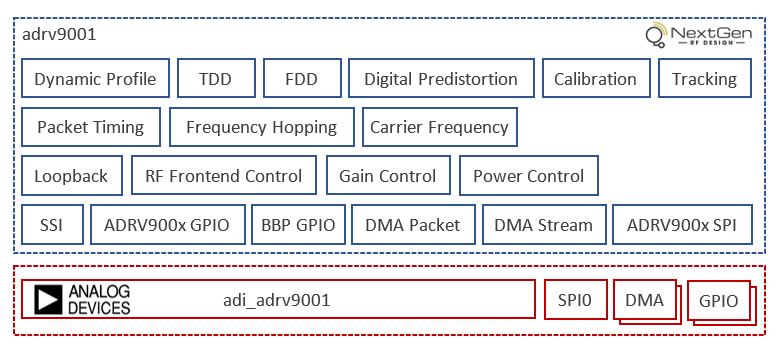 adrv9001
NextGen
RF DESIGN
Dynamic Profile TDD FDD Digital Predistortion Calibration Tracking
Packet Timing Frequency Hopping Carrier Frequency
Loopback RF Frontend Control Gain Control Power Control
SSI ADRV900x GPIO BBP GPIO DMA Packet DMA Stream ADRV900x SPI
ANALOG
DEVICES
adi_adrv9001 SPI0 DMA GPIO